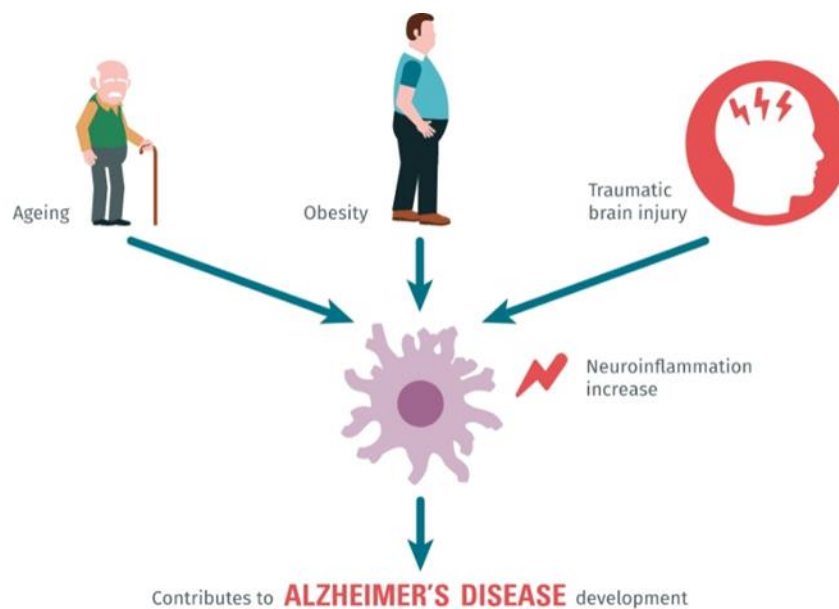 Ageing
Obesity
Traumatic
brain injury
Neuroinflammation
increase
Contributes to ALZHEIMER'S DISEASE development